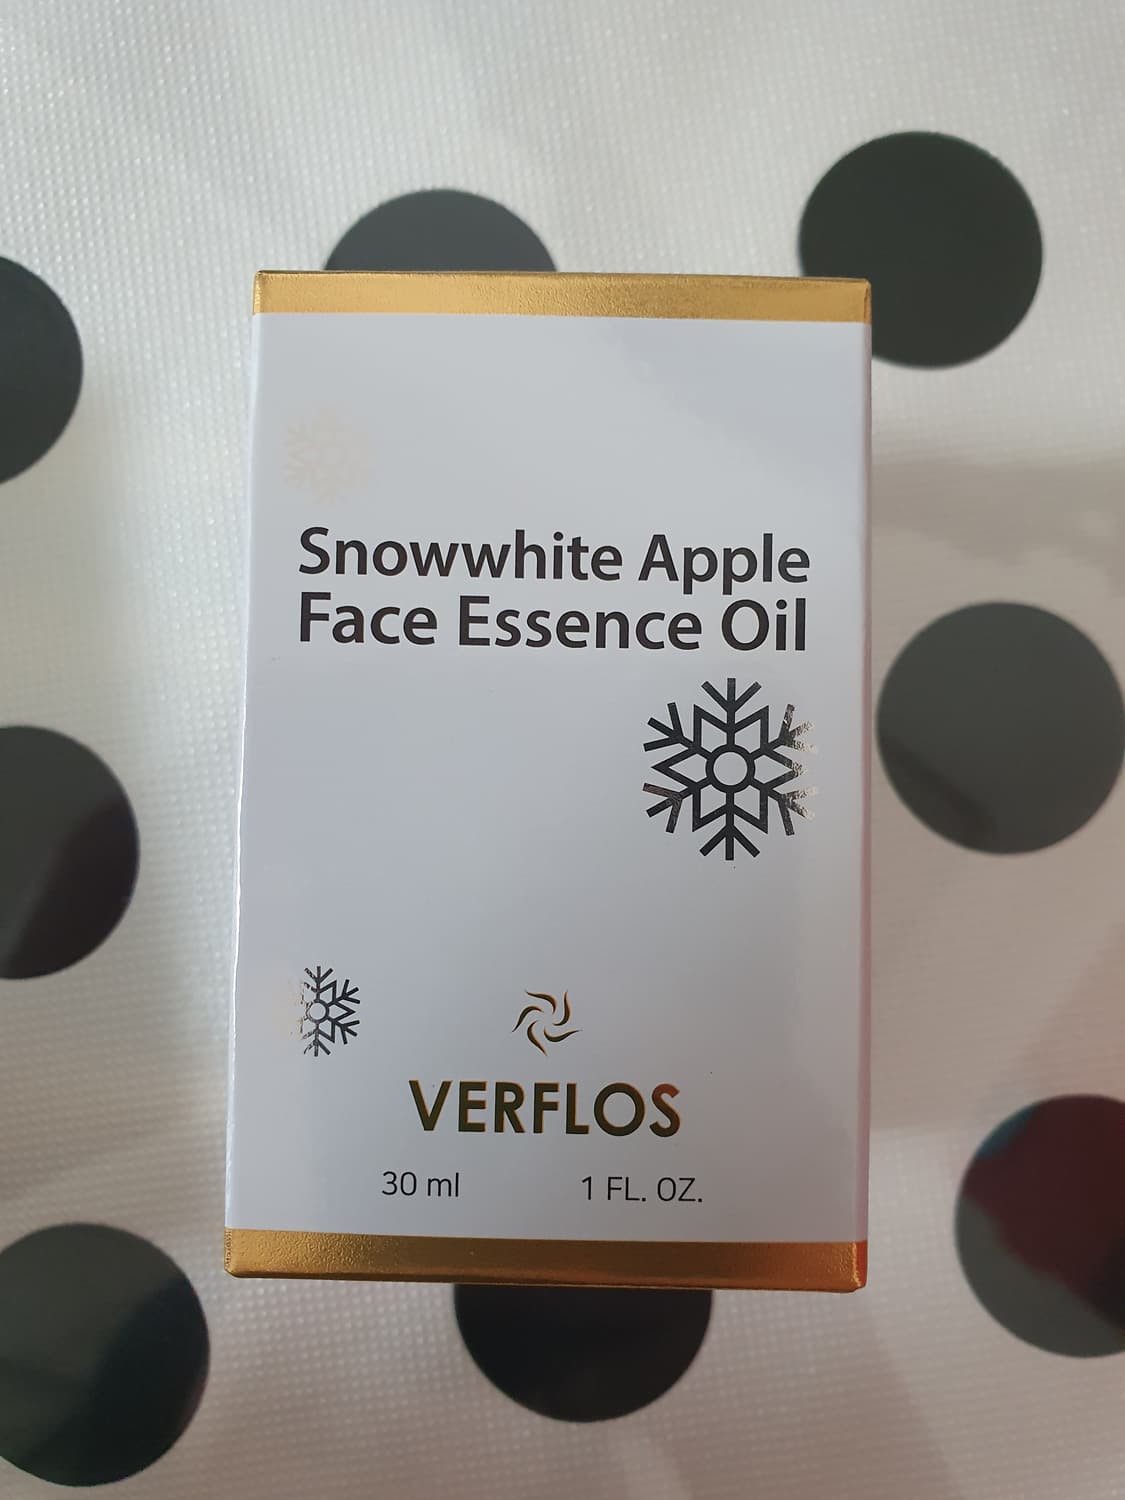 Snowwhite Apple
Face Essence Oil
VERFLOS
30 ml 1 FL. OZ.